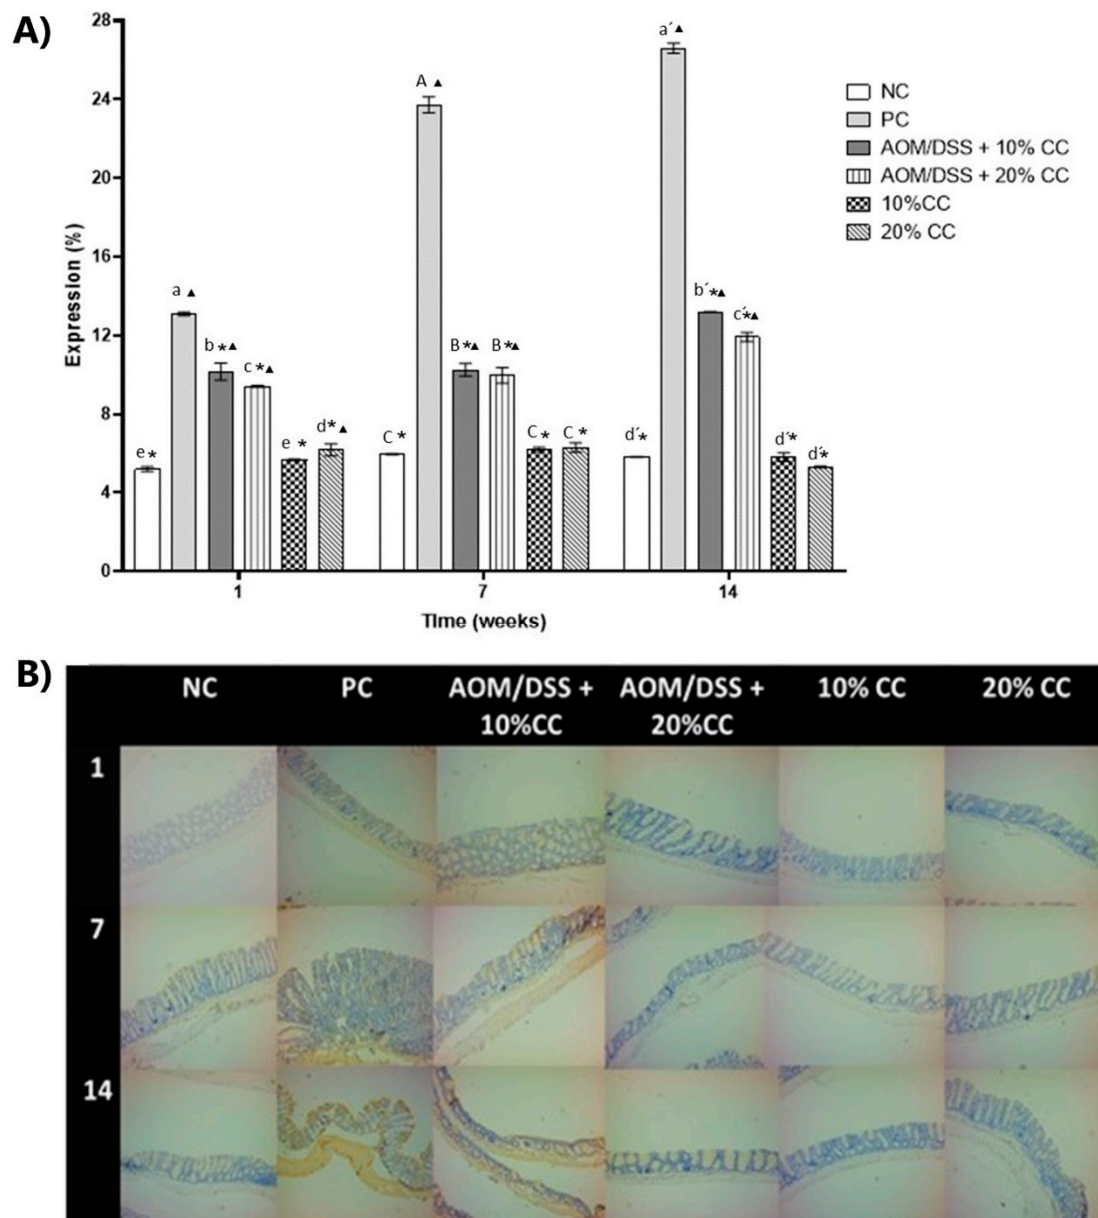 A)
28
24
20
16
12
8
4
0
Expression (%)
a ▲
b *▲
c *▲
e *
e *
d*▲
A ▲
B *▲
B *▲
C *
C *
C *
a´▲
b´*▲
c´*▲
d´*
d´*
d´*
1
7
14
TIme (weeks)
NC
PC
AOM/DSS + 10% CC
AOM/DSS + 20% CC
10%CC
20% CC
B)
NC
PC
AOM/DSS +
10%CC
AOM/DSS +
20%CC
10% CC
20% CC
1
7
14